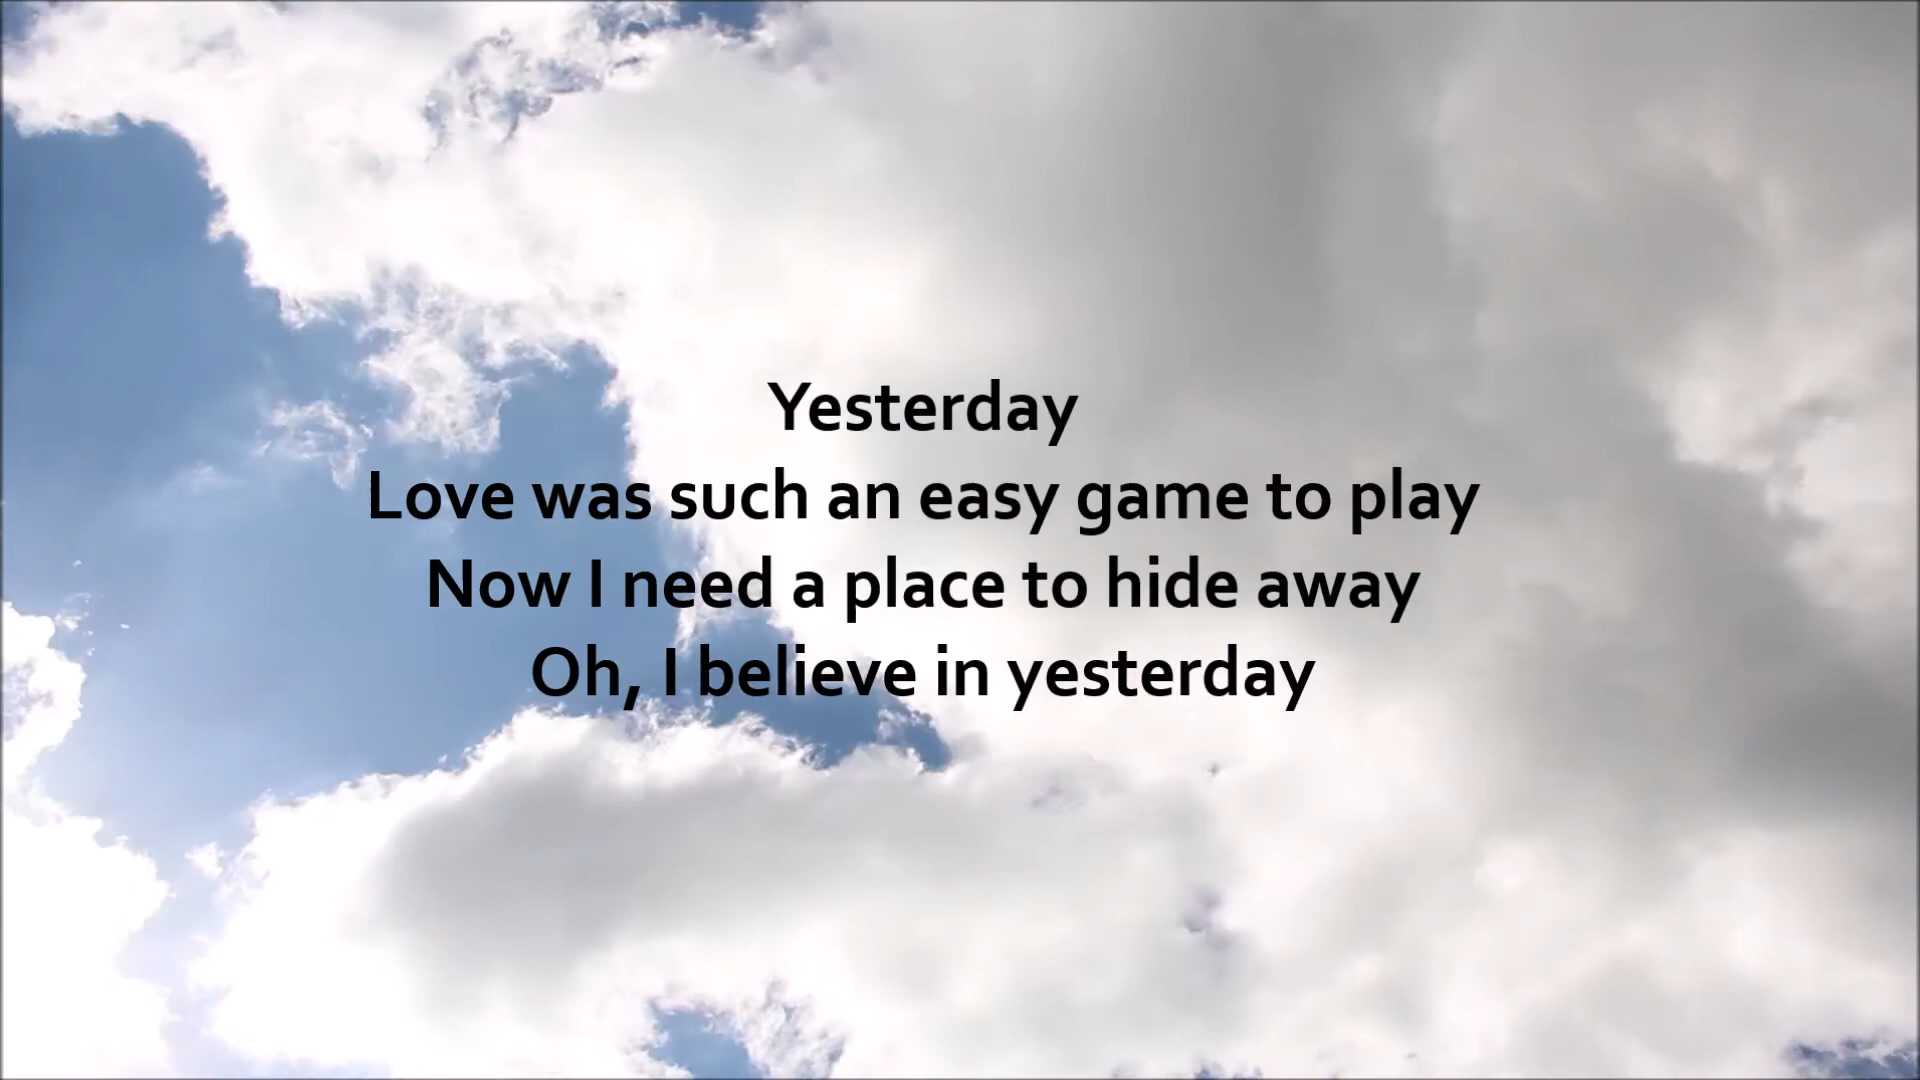 Yesterday
Love was such an easy game to play
Now I need a place to hide away
Oh, I believe in yesterday